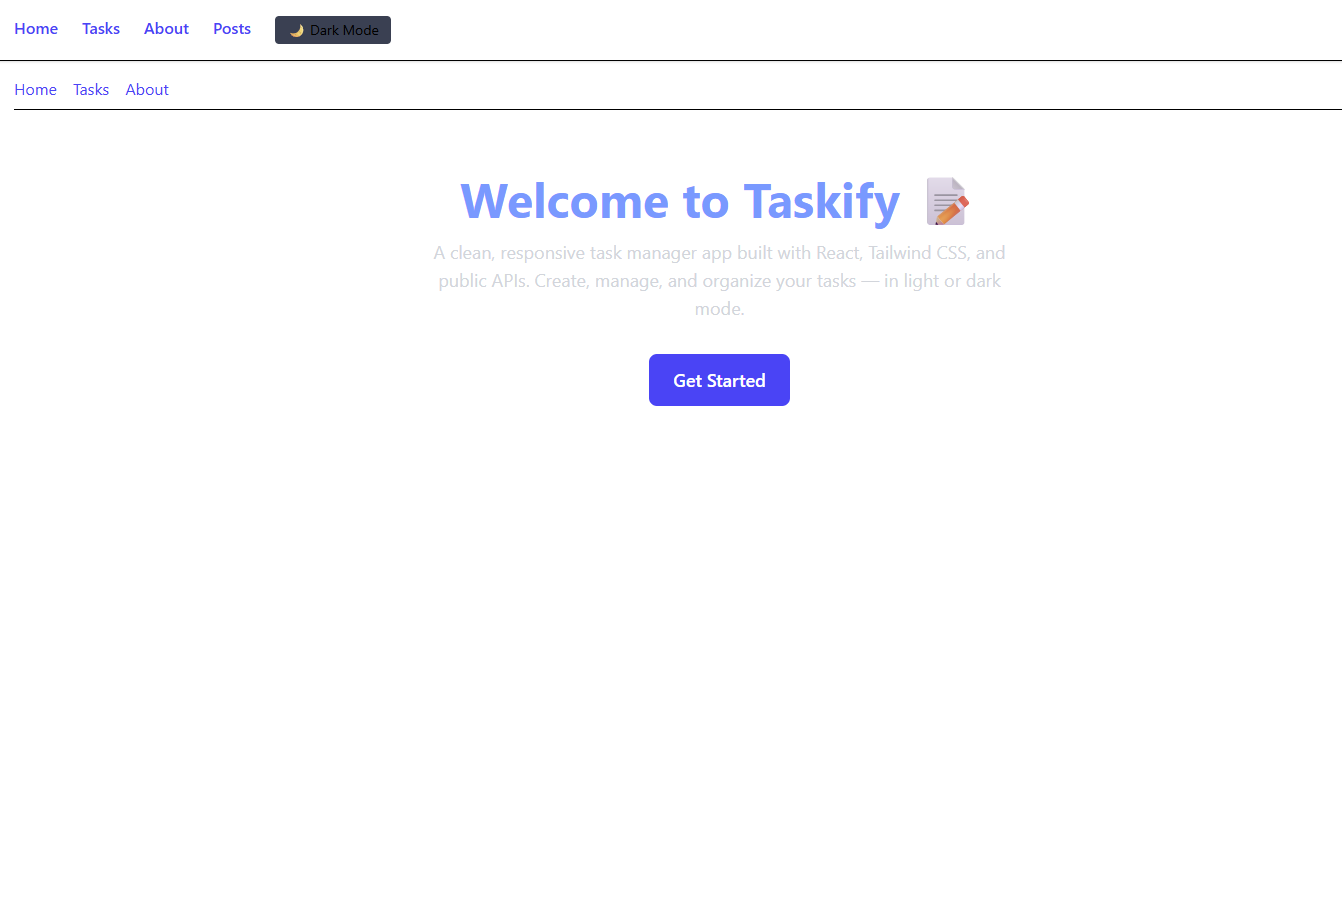 Home Tasks About Posts 🌙 Dark Mode
Home Tasks About
Welcome to Taskify 📝
A clean, responsive task manager app built with React, Tailwind CSS, and
public APIs. Create, manage, and organize your tasks — in light or dark
mode.
Get Started